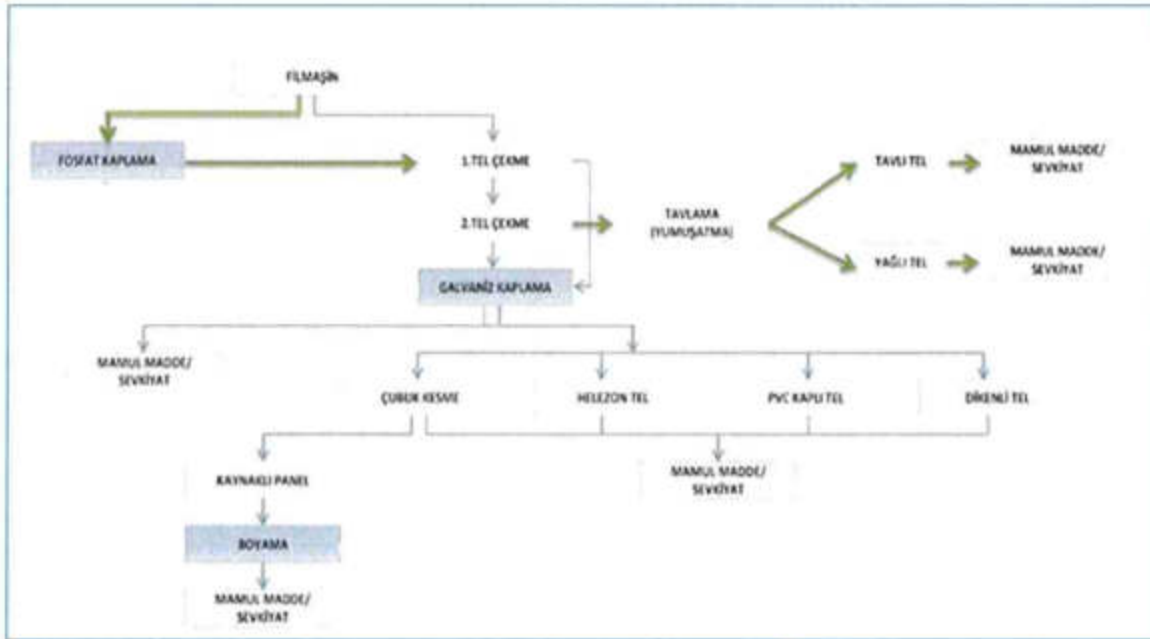 FİLMAŞİN
FOSFAT KAPLAMA
1.TEL ÇEKME
TAVLI TEL
MAMUL MADDE/
SEVKİYAT
2.TEL ÇEKME
TAVLAMA
(YUMUŞATMA)
YAĞLI TEL
MAMUL MADDE/
SEVKİYAT
GALVANİZ KAPLAMA
MAMUL MADDE/
SEVKİYAT
ÇUBUK KESME
HELEZON TEL
PVC KAPLI TEL
DİKENLİ TEL
KAYNAKLI PANEL
MAMUL MADDE/
SEVKİYAT
BOYAMA
MAMUL MADDE/
SEVKİYAT